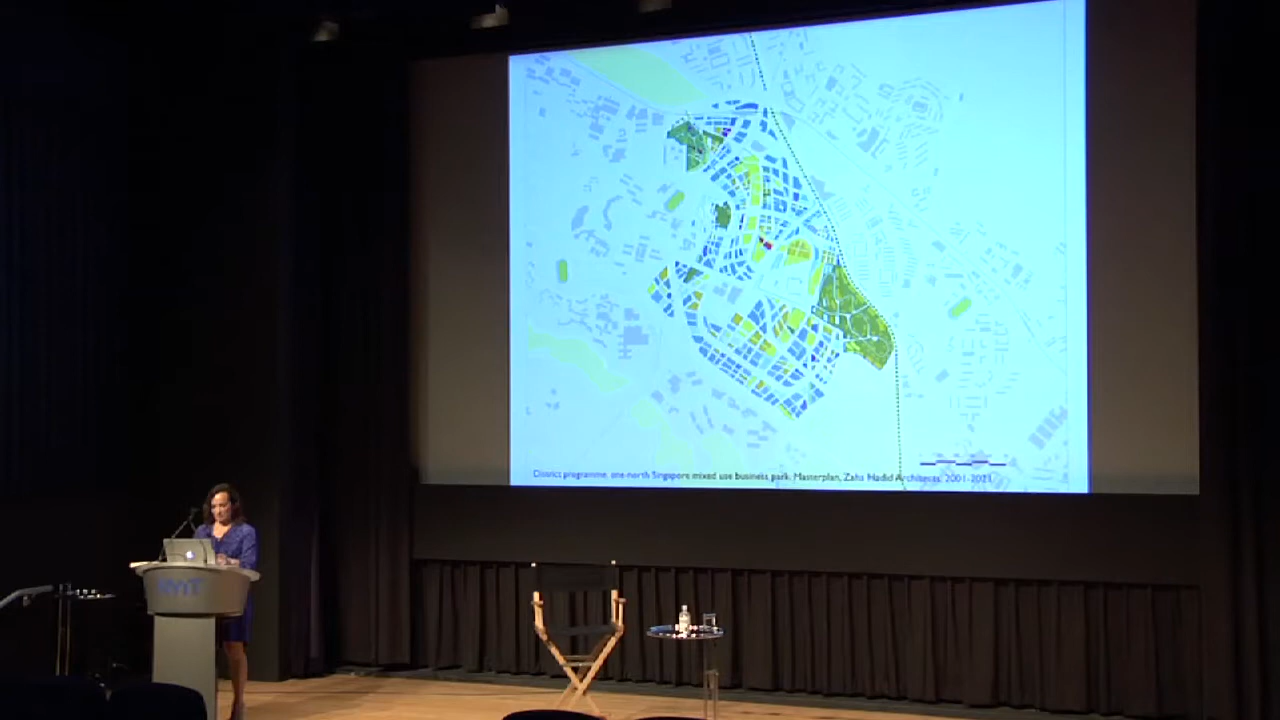 District programme, one-north Singapore mixed use business park. Masterplan, Zaha Hadid Architects, 2001-2021
NYIT